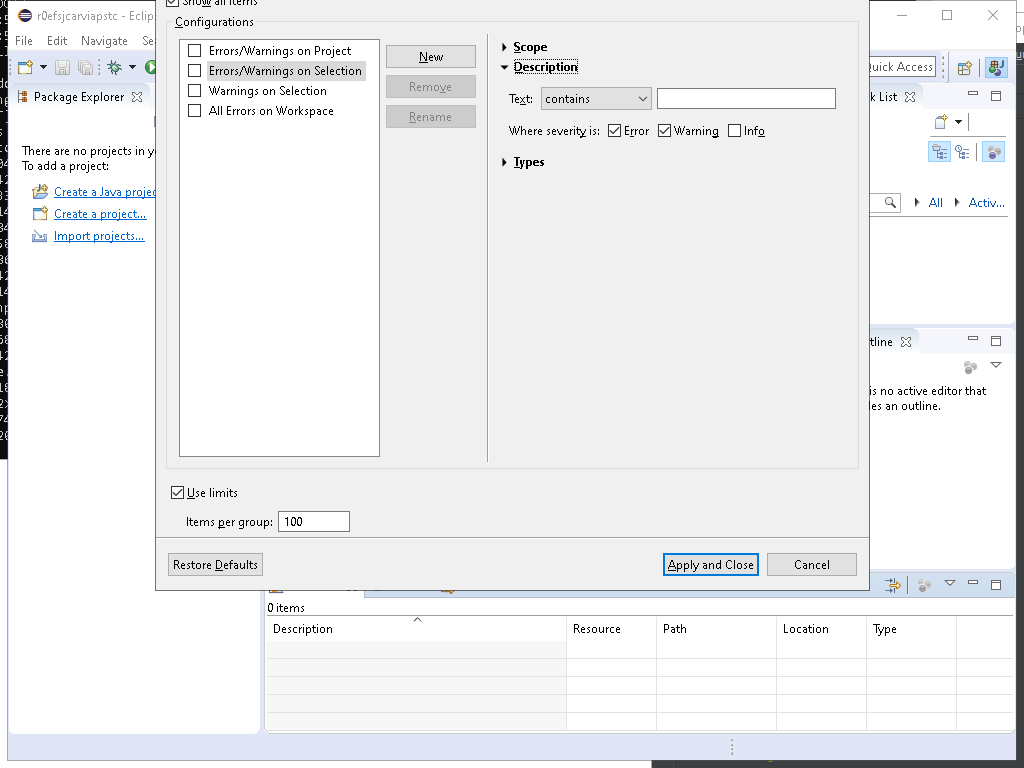 r0efsjcarviapstc - Eclips
Show all items
File Edit Navigate Se
Configurations
Errors/Warnings on Project
Errors/Warnings on Selection
Warnings on Selection
All Errors on Workspace
New
Remove
Rename
Scope
Description
Text: contains
Where severity is: Error Warning Info
Types
Quick Access
Package Explorer
k List
There are no projects in y
To add a project:
Create a Java projec
Create a project...
Import projects...
All Activ...
tline
is no active editor that
les an outline.
Use limits
Items per group: 100
Restore Defaults
Apply and Close
Cancel
0 items
Description Resource Path Location Type